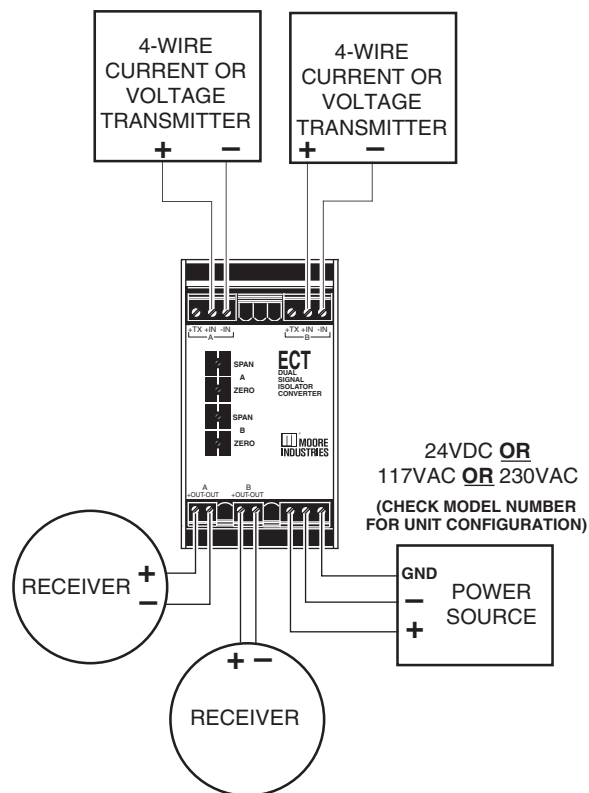 4-WIRE
CURRENT OR
VOLTAGE
TRANSMITTER
+ −
4-WIRE
CURRENT OR
VOLTAGE
TRANSMITTER
+ −
+TX +IN -IN
A
+TX +IN -IN
B
SPAN
A
ZERO
SPAN
B
ZERO
ECT
DUAL
SIGNAL
ISOLATOR
CONVERTER
MOORE
INDUSTRIES
A
+OUT-OUT
B
+OUT-OUT
24VDC OR
117VAC OR 230VAC
(CHECK MODEL NUMBER
FOR UNIT CONFIGURATION)
RECEIVER
+
−
GND
−
+
POWER
SOURCE
+ −
RECEIVER